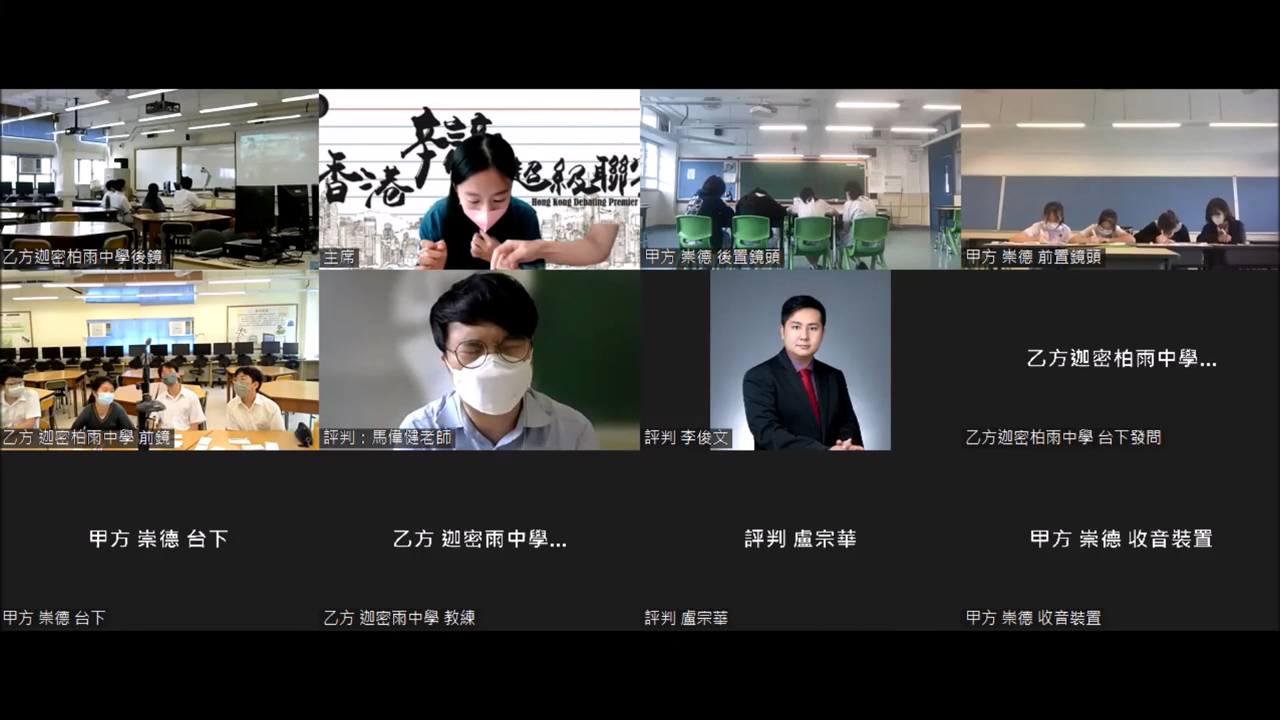 乙方迦密柏雨中學後鏡
香港辯超級聯
Hong Kong Debating Premier
主席
甲方 崇德 後置鏡頭
甲方 崇德 前置鏡頭
乙方 迦密柏雨中學 前鏡
評判：馬偉健老師
評判 李俊文
乙方迦密柏雨中學...
乙方迦密柏雨中學 台下發問
甲方 崇德 台下
乙方 迦密雨中學...
評判 盧宗華
甲方 崇德 收音裝置
甲方 崇德 台下
乙方 迦密雨中學 教練
評判 盧宗華
甲方 崇德 收音裝置